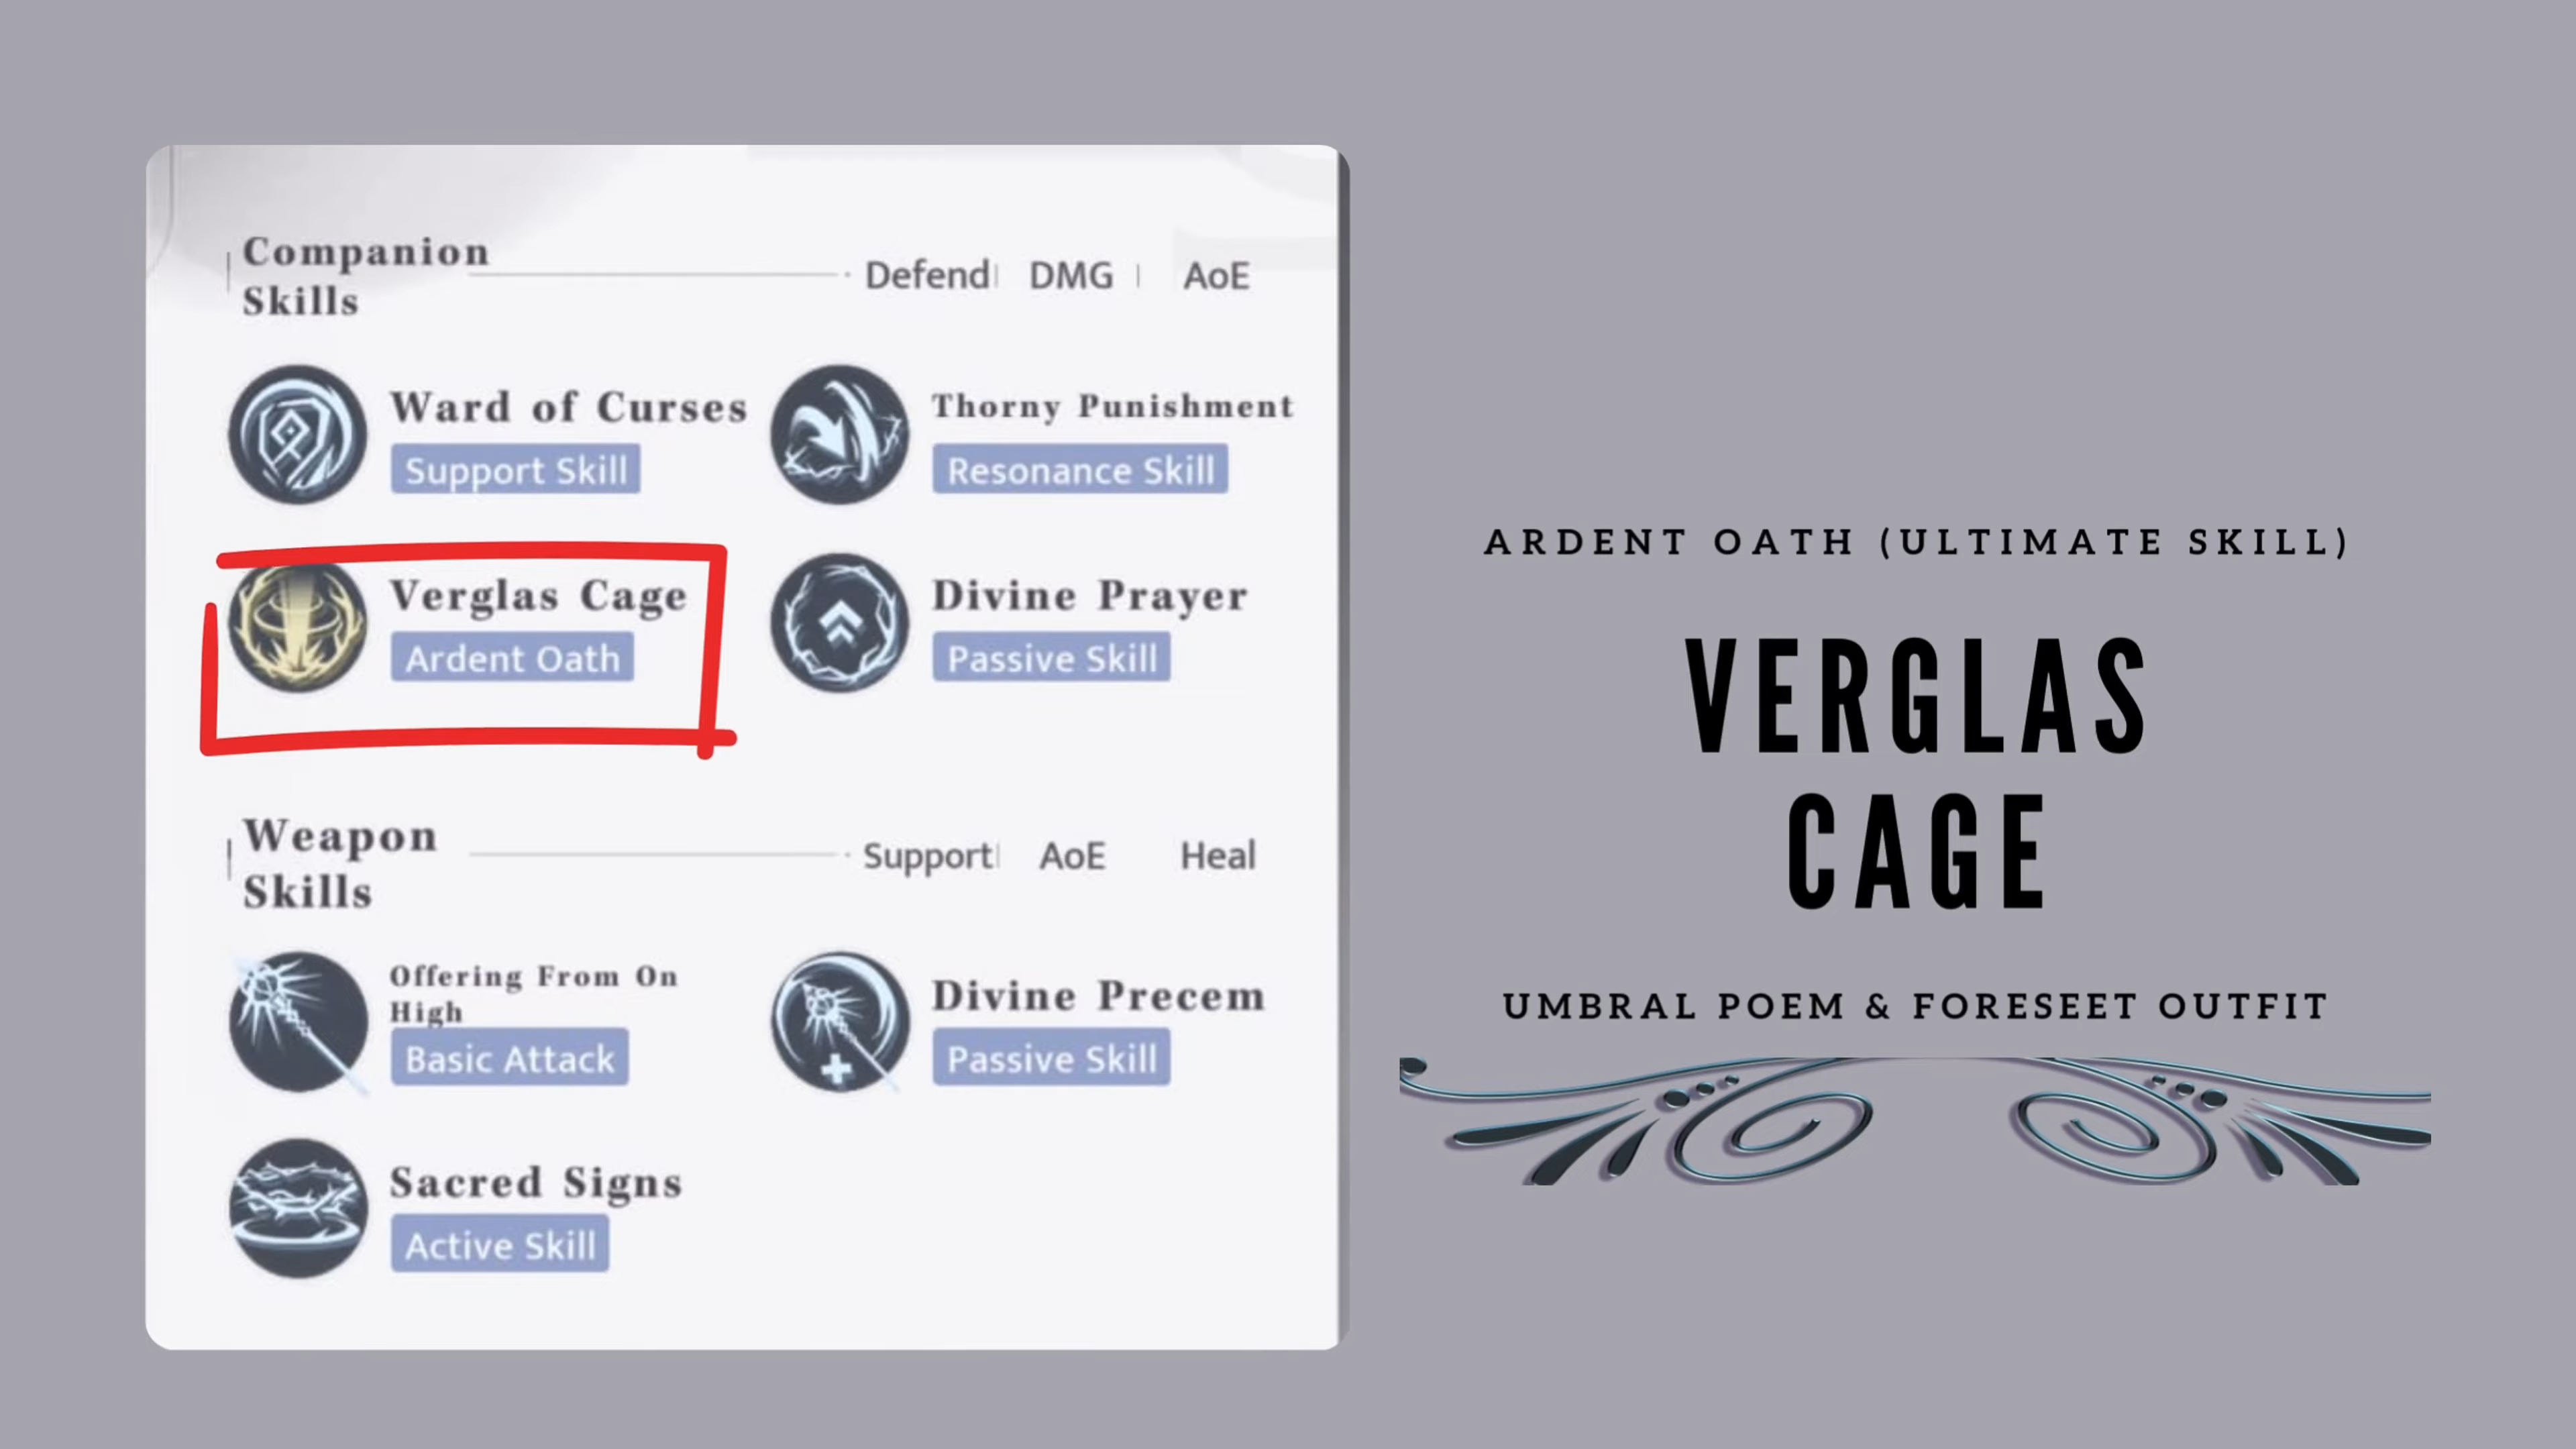 Companion
Skills
Defend DMG AoE
Ward of Curses
Support Skill
Thorny Punishment
Resonance Skill
Verglas Cage
Ardent Oath
Divine Prayer
Passive Skill
Weapon
Skills
Support AoE Heal
Offering From On
High
Basic Attack
Divine Precem
Passive Skill
Sacred Signs
Active Skill
ARDENT OATH (ULTIMATE SKILL)
VERGLAS
CAGE
UMBRAL POEM & FORESEET OUTFIT